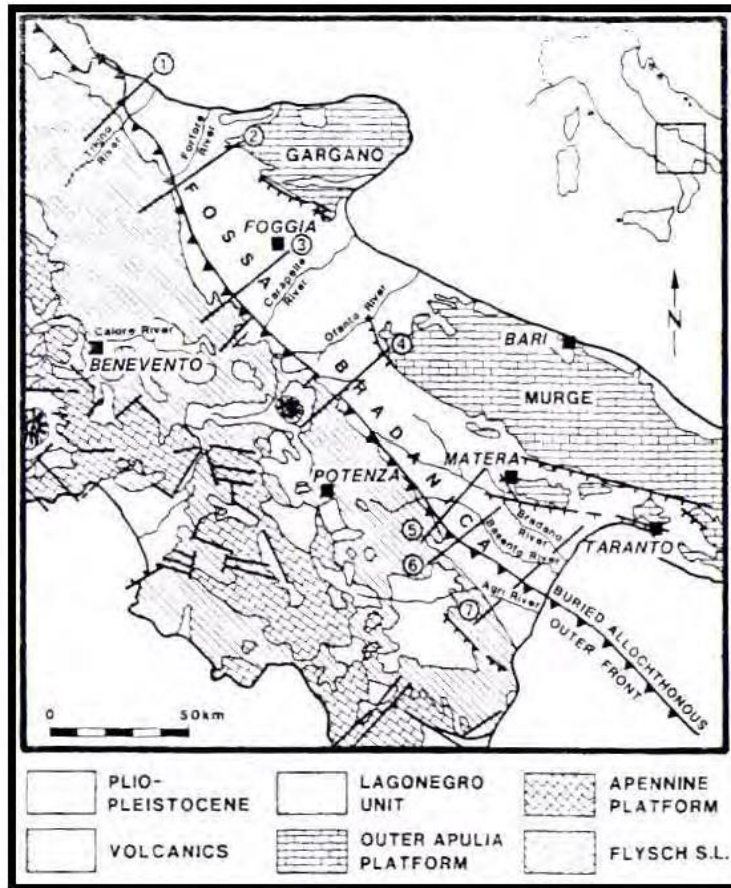 1
Tibino River
Fortore River
2
GARGANO
FOSSA
FOGGIA
3
Carapelle River
Ofanto River
Calore River
BENEVENTO
4
BARI
N
MURGE
BRADANICA
MATERA
POTENZA
Bradano River
Basento River
TARANTO
5
6
7
Agri River
BURIED ALLOCHTHONOUS
OUTER FRONT
0 50km
PLIO-
PLEISTOCENE
LAGONEGRO
UNIT
APENNINE
PLATFORM
VOLCANICS
OUTER APULIA
PLATFORM
FLYSCH S.L.